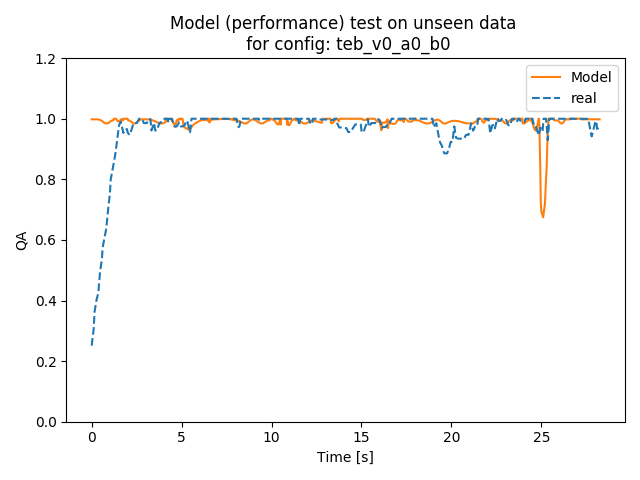 Model (performance) test on unseen data
for config: teb_v0_a0_b0
1.2
1.0
0.8
0.6
0.4
0.2
0.0
QA
Model
real
0
5
10
15
20
25
Time [s]